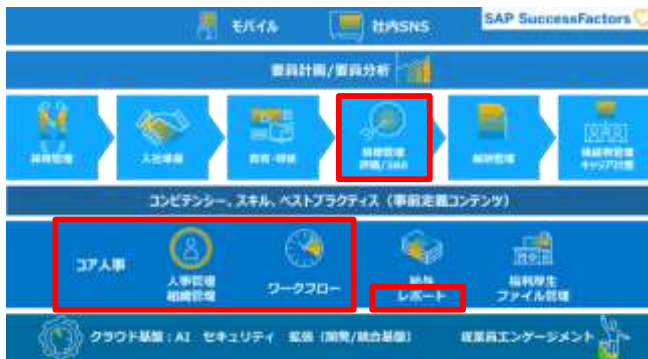 モバイル
社内SNS
SAP SuccessFactors
要員計画/要員分析
採用管理
入社準備
教育・研修
目標管理
評価/360
報酬管理
後継者管理
キャリア計画
コンピテンシー、スキル、ベストプラクティス（事前定義コンテンツ）
コア人事
人事管理
組織管理
ワークフロー
給与
レポート
福利厚生
ファイル管理
クラウド基盤：AI セキュリティ 拡張（開発/統合基盤）
従業員エンゲージメント